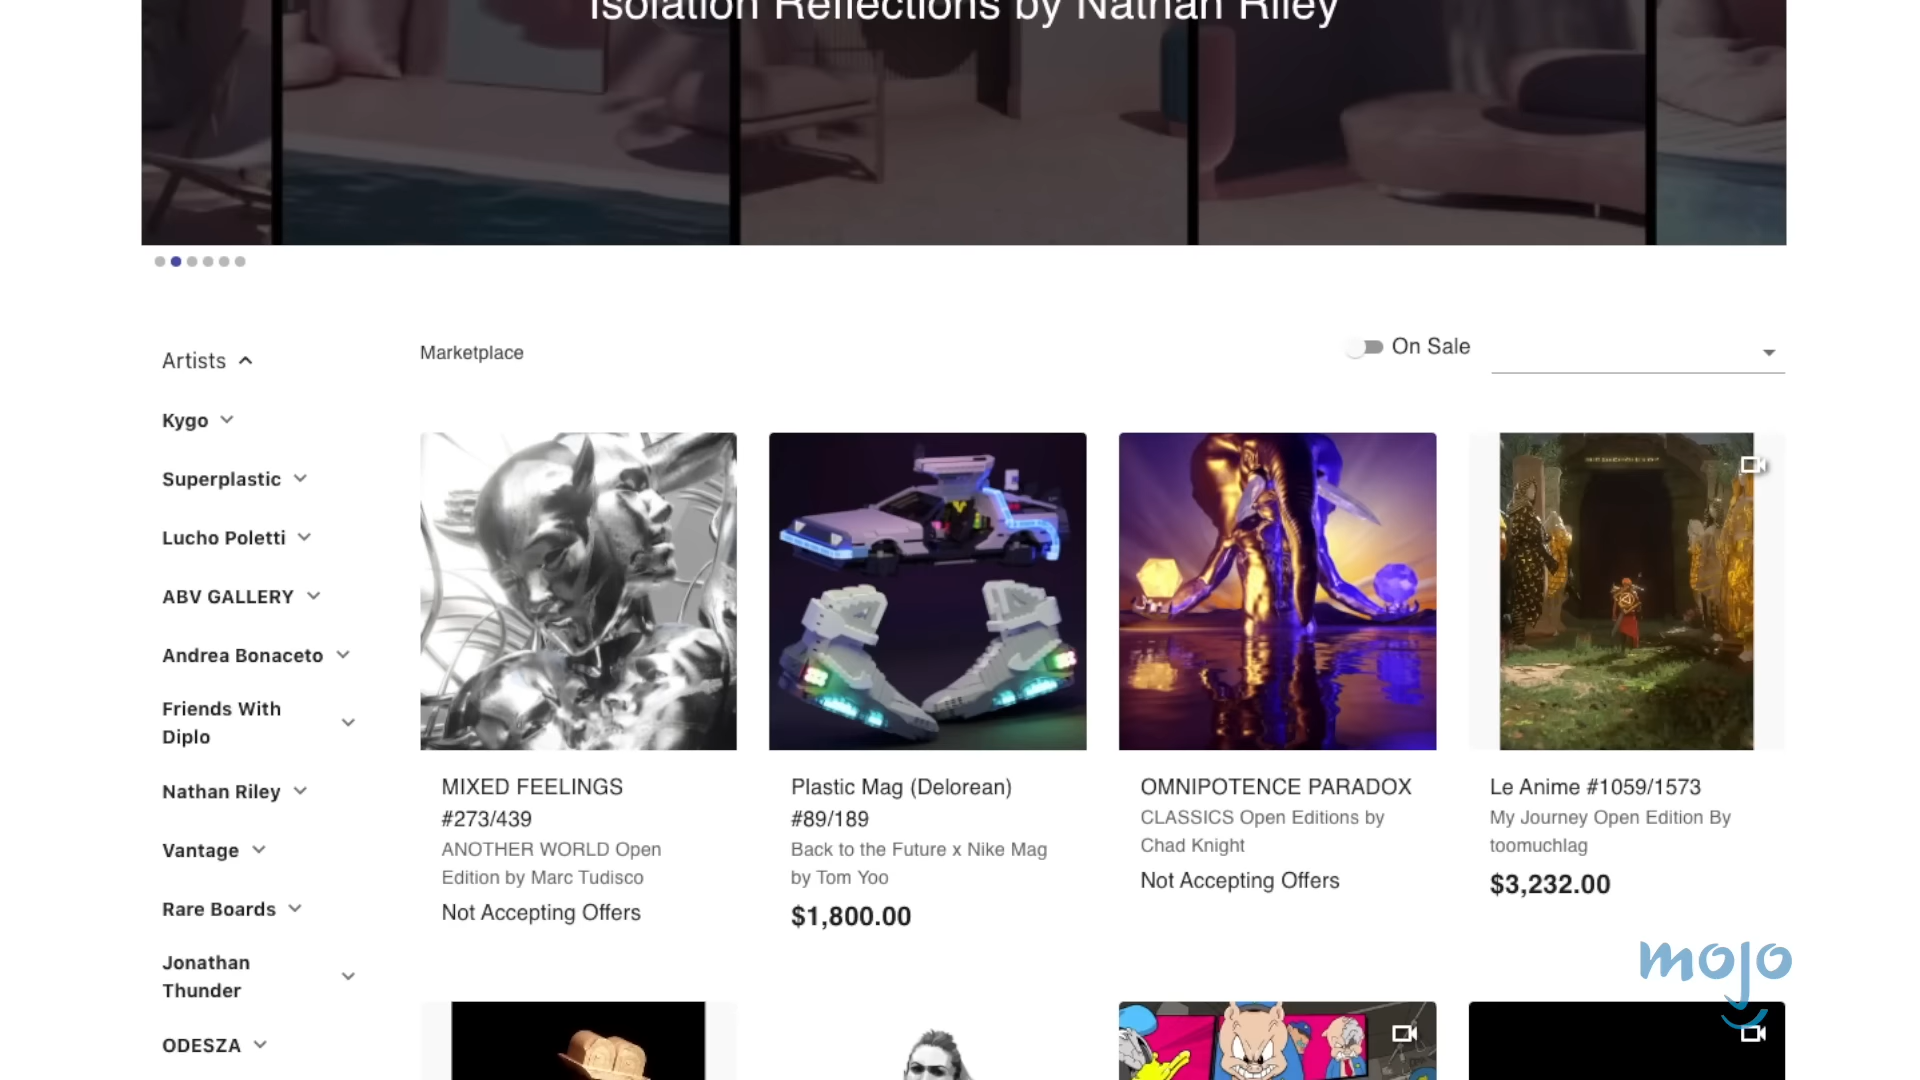 Isolation Reflections by Nathan Riley
Artists
Kygo
Superplastic
Lucho Poletti
ABV GALLERY
Andrea Bonaceto
Friends With
Diplo
Nathan Riley
Vantage
Rare Boards
Jonathan
Thunder
ODESZA
Marketplace
On Sale
MIXED FEELINGS
#273/439
ANOTHER WORLD Open
Edition by Marc Tudisco
Not Accepting Offers
Plastic Mag (Delorean)
#89/189
Back to the Future x Nike Mag
by Tom Yoo
$1,800.00
OMNIPOTENCE PARADOX
CLASSICS Open Editions by
Chad Knight
Not Accepting Offers
Le Anime #1059/1573
My Journey Open Edition By
toomuchlag
$3,232.00
mojo